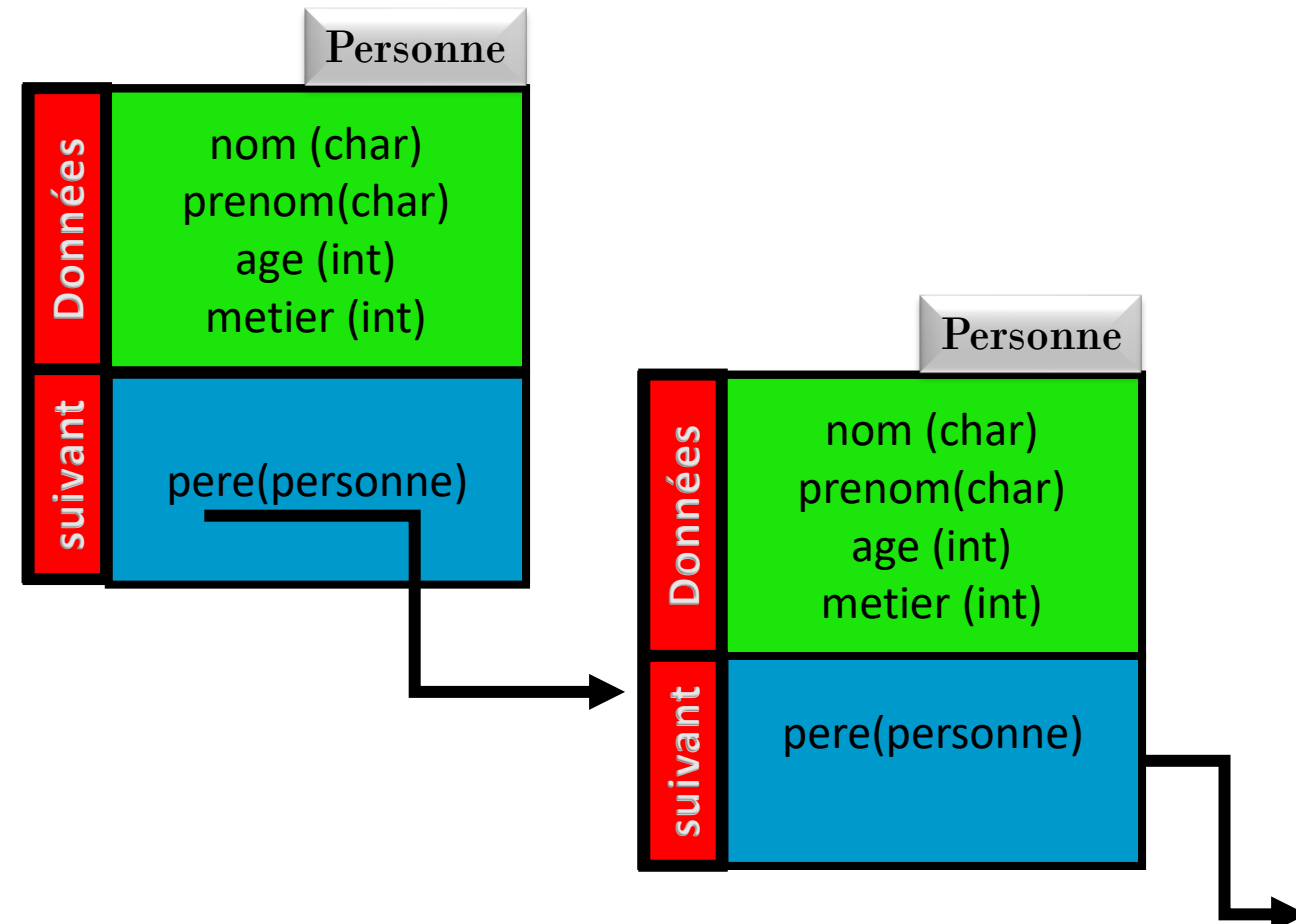 Personne
Données
nom (char)
prenom(char)
age (int)
metier (int)
suivant
pere(personne)
Personne
Données
nom (char)
prenom(char)
age (int)
metier (int)
suivant
pere(personne)